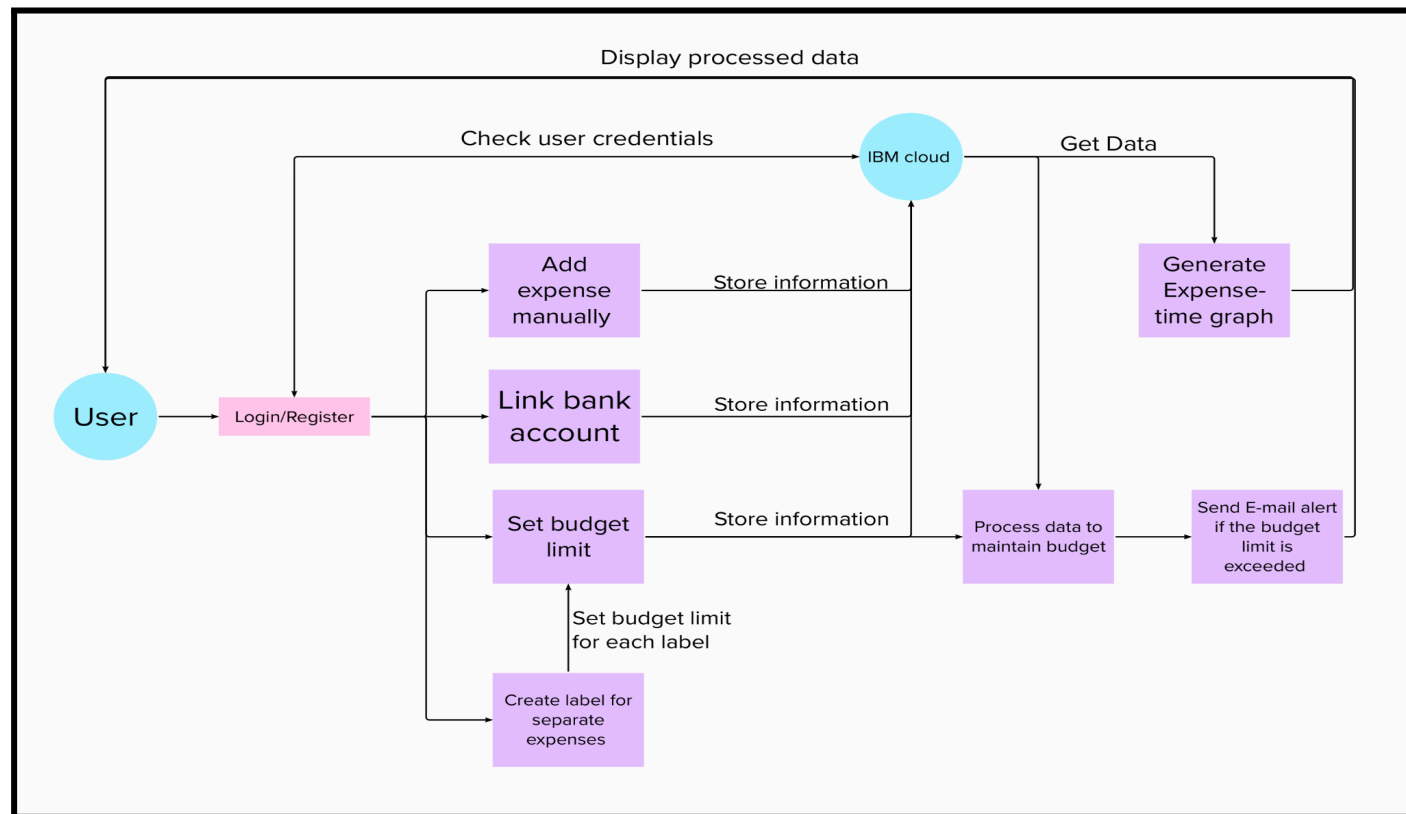 Display processed data
Check user credentials
IBM cloud
Get Data
Add
expense
manually
Store information
Generate
Expense-
time graph
User
Login/Register
Link bank
account
Store information
Set budget
limit
Store information
Process data to
maintain budget
Send E-mail alert
if the budget
limit is
exceeded
Set budget limit
for each label
Create label for
separate
expenses